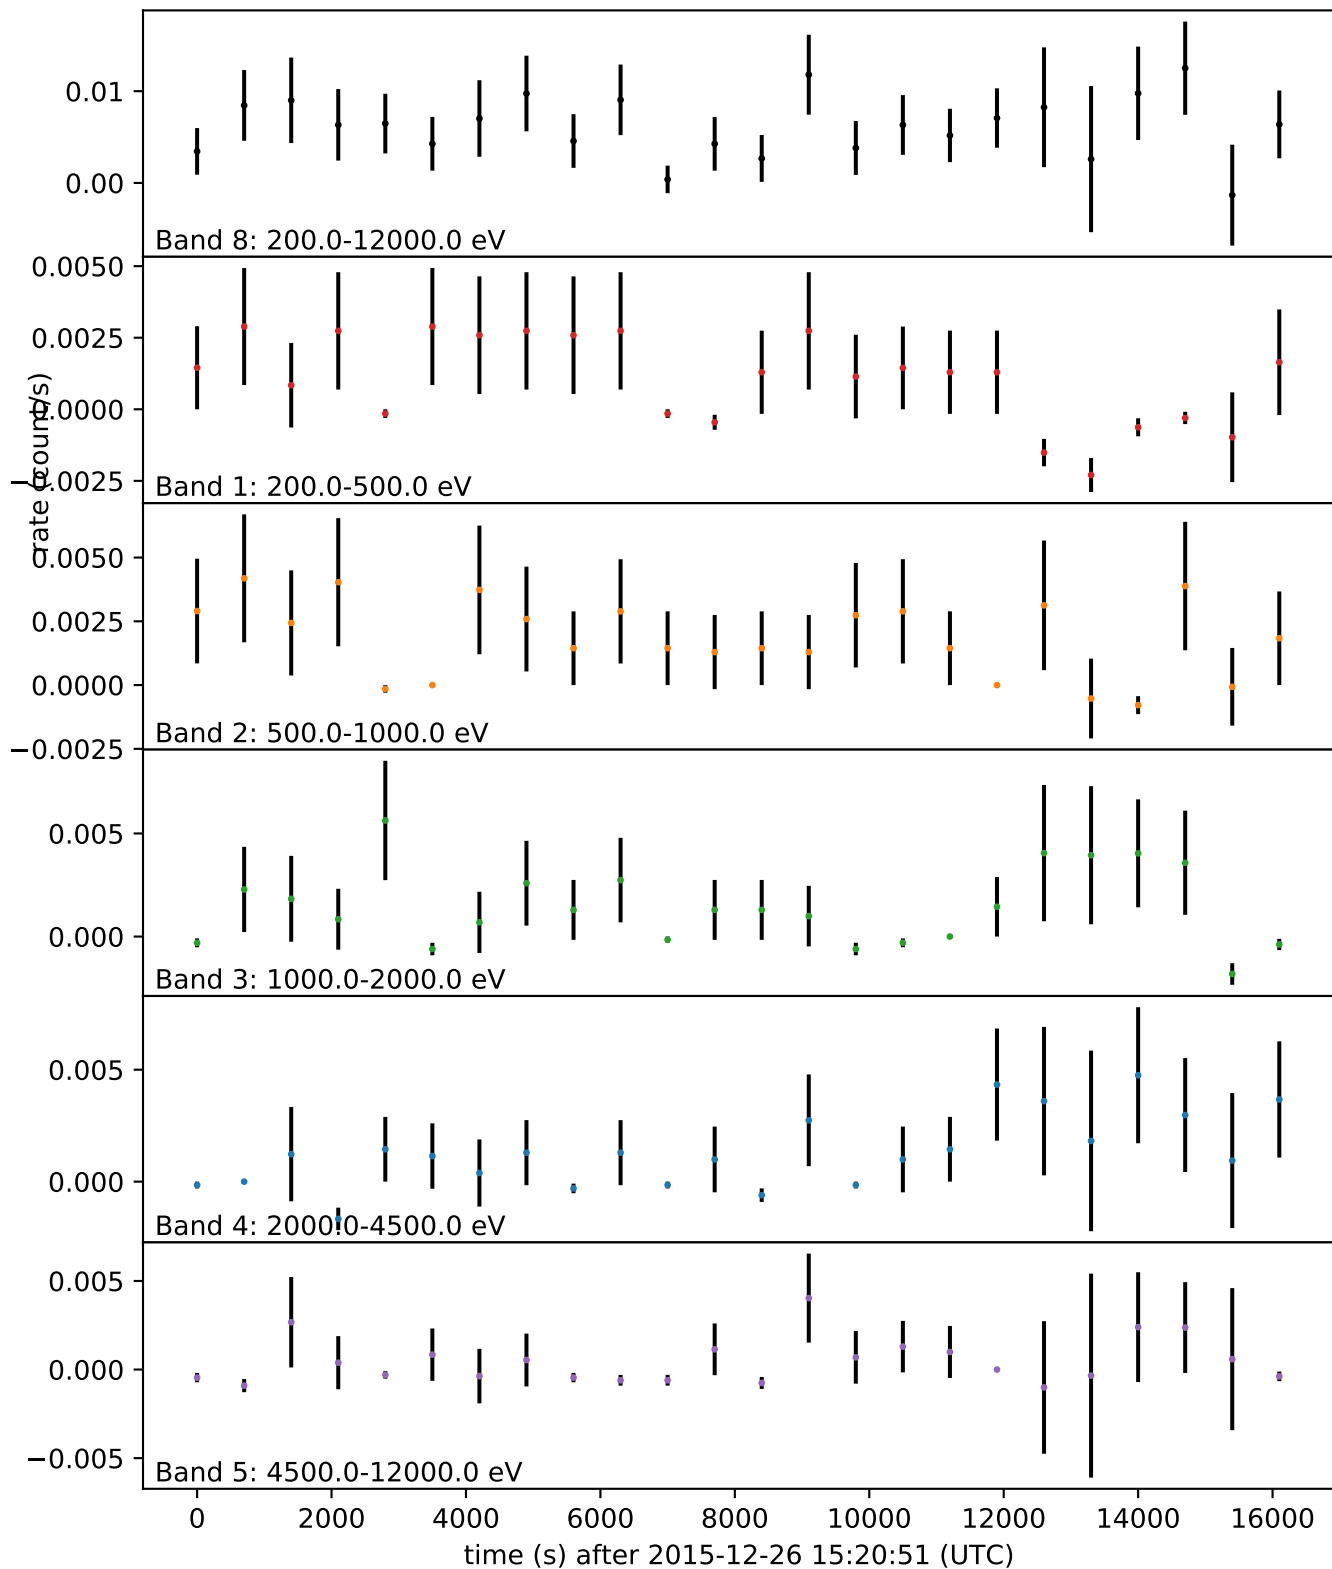 0.01
0.00
Band 8: 200.0-12000.0 eV
0.0050
0.0025
0.0000
−0.0025
Band 1: 200.0-500.0 eV
rate (count/s)
0.0050
0.0025
0.0000
−0.0025
Band 2: 500.0-1000.0 eV
0.005
0.000
Band 3: 1000.0-2000.0 eV
0.005
0.000
Band 4: 2000.0-4500.0 eV
0.005
0.000
−0.005
Band 5: 4500.0-12000.0 eV
0 2000 4000 6000 8000 10000 12000 14000 16000
time (s) after 2015-12-26 15:20:51 (UTC)